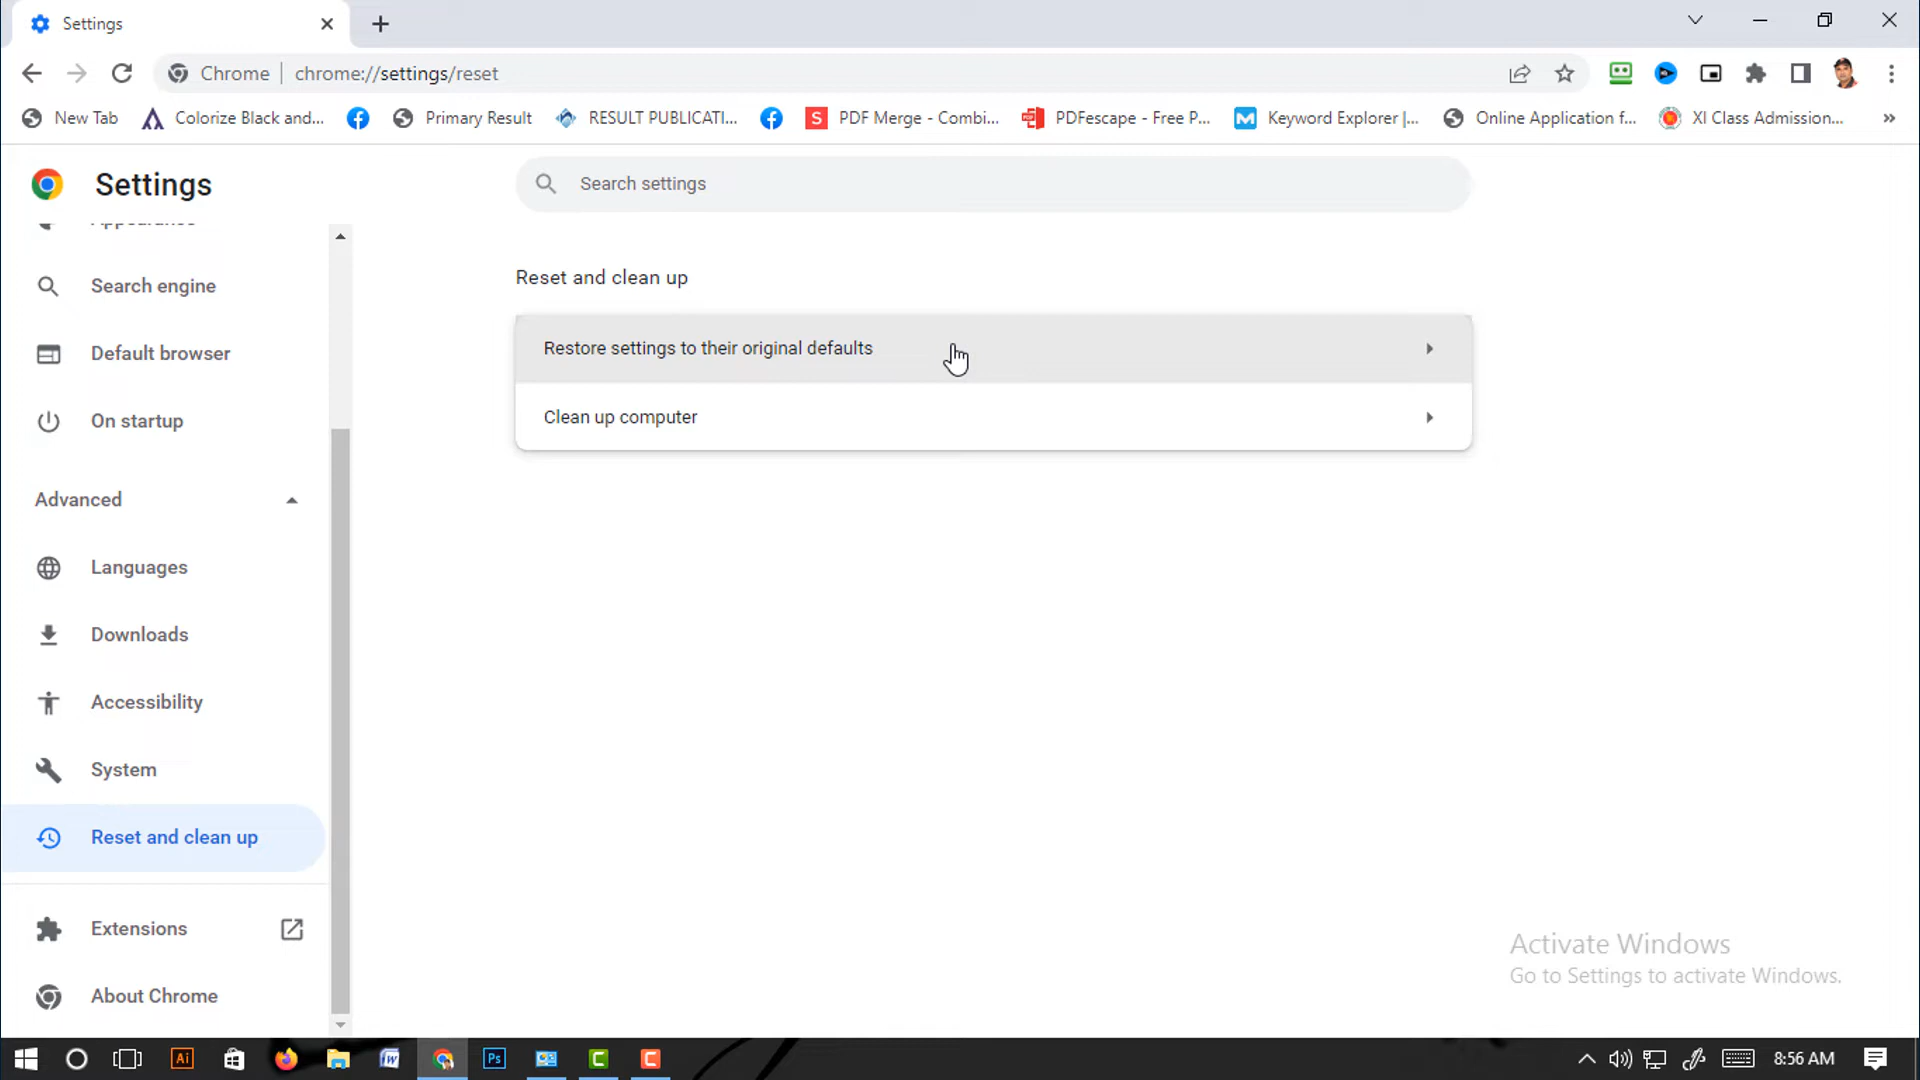 Settings
Chrome | chrome://settings/reset
New Tab Colorize Black and... Primary Result RESULT PUBLICATI... S PDF Merge - Combi... PDFescape - Free P... Keyword Explorer |... Online Application f... XI Class Admission... »
Settings
Search settings
Appearance
Search engine
Default browser
On startup
Advanced
Languages
Downloads
Accessibility
System
Reset and clean up
Extensions
About Chrome
Reset and clean up
Restore settings to their original defaults
Clean up computer
Activate Windows
Go to Settings to activate Windows.
Ai Ps C C 8:56 AM